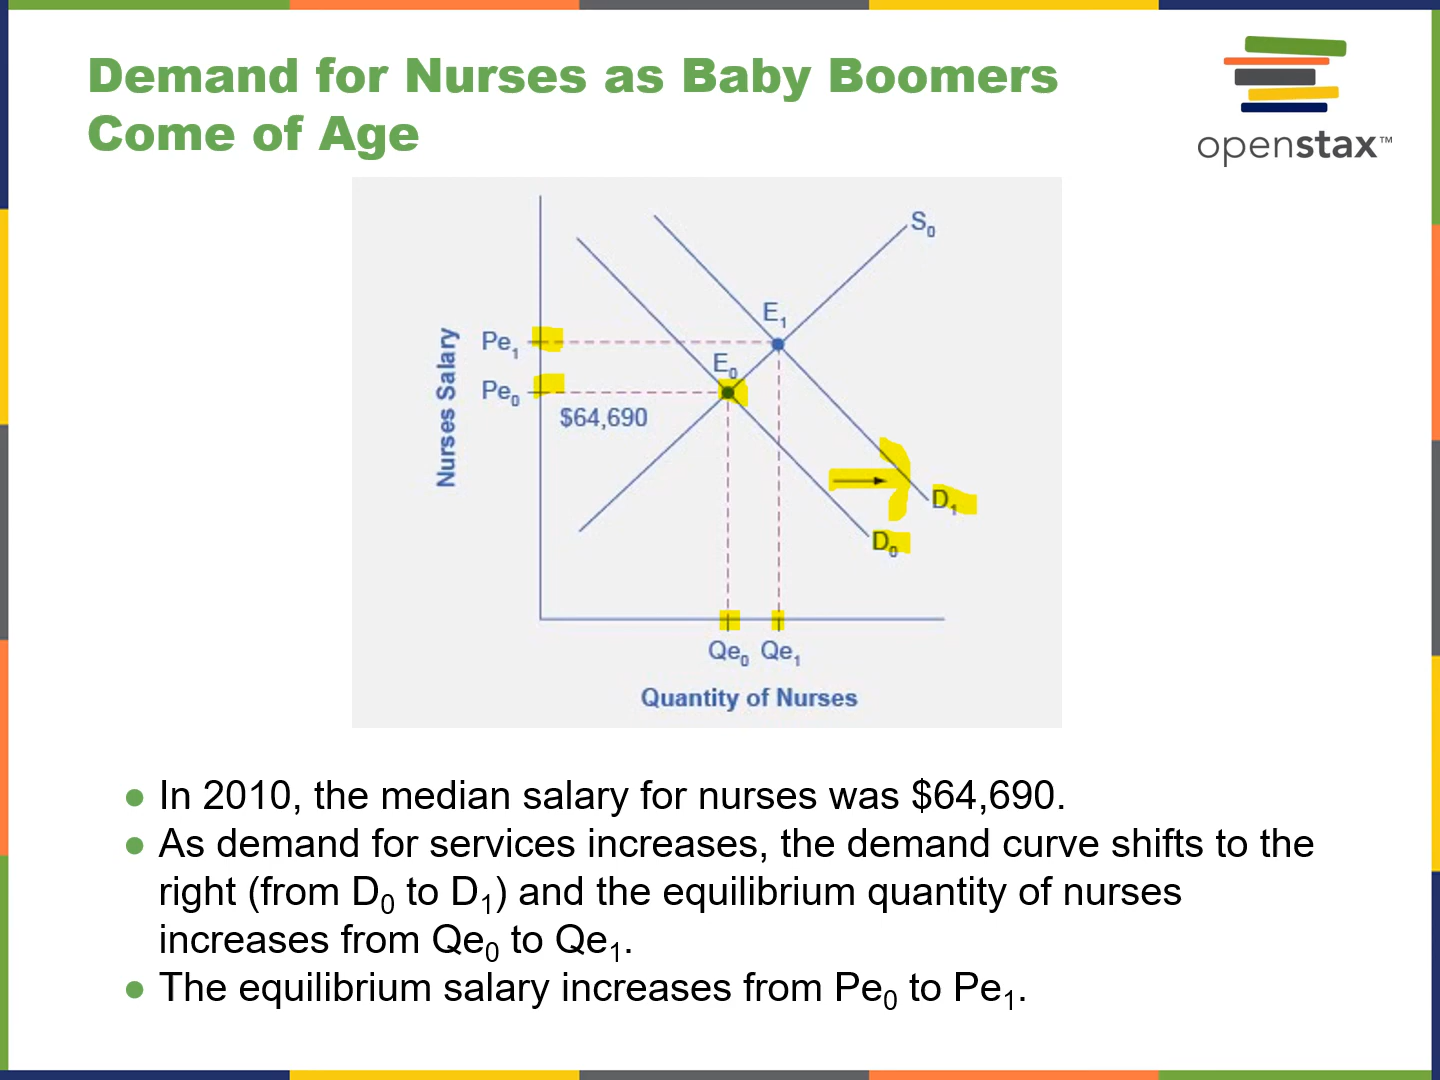 Demand for Nurses as Baby Boomers
Come of Age
openstax™
S₀
E₁
Pe₁
E₀
Pe₀
$64,690
Nurses Salary
D₁
D₀
Qe₀ Qe₁
Quantity of Nurses
● In 2010, the median salary for nurses was $64,690.
● As demand for services increases, the demand curve shifts to the
right (from D₀ to D₁) and the equilibrium quantity of nurses
increases from Qe₀ to Qe₁.
● The equilibrium salary increases from Pe₀ to Pe₁.